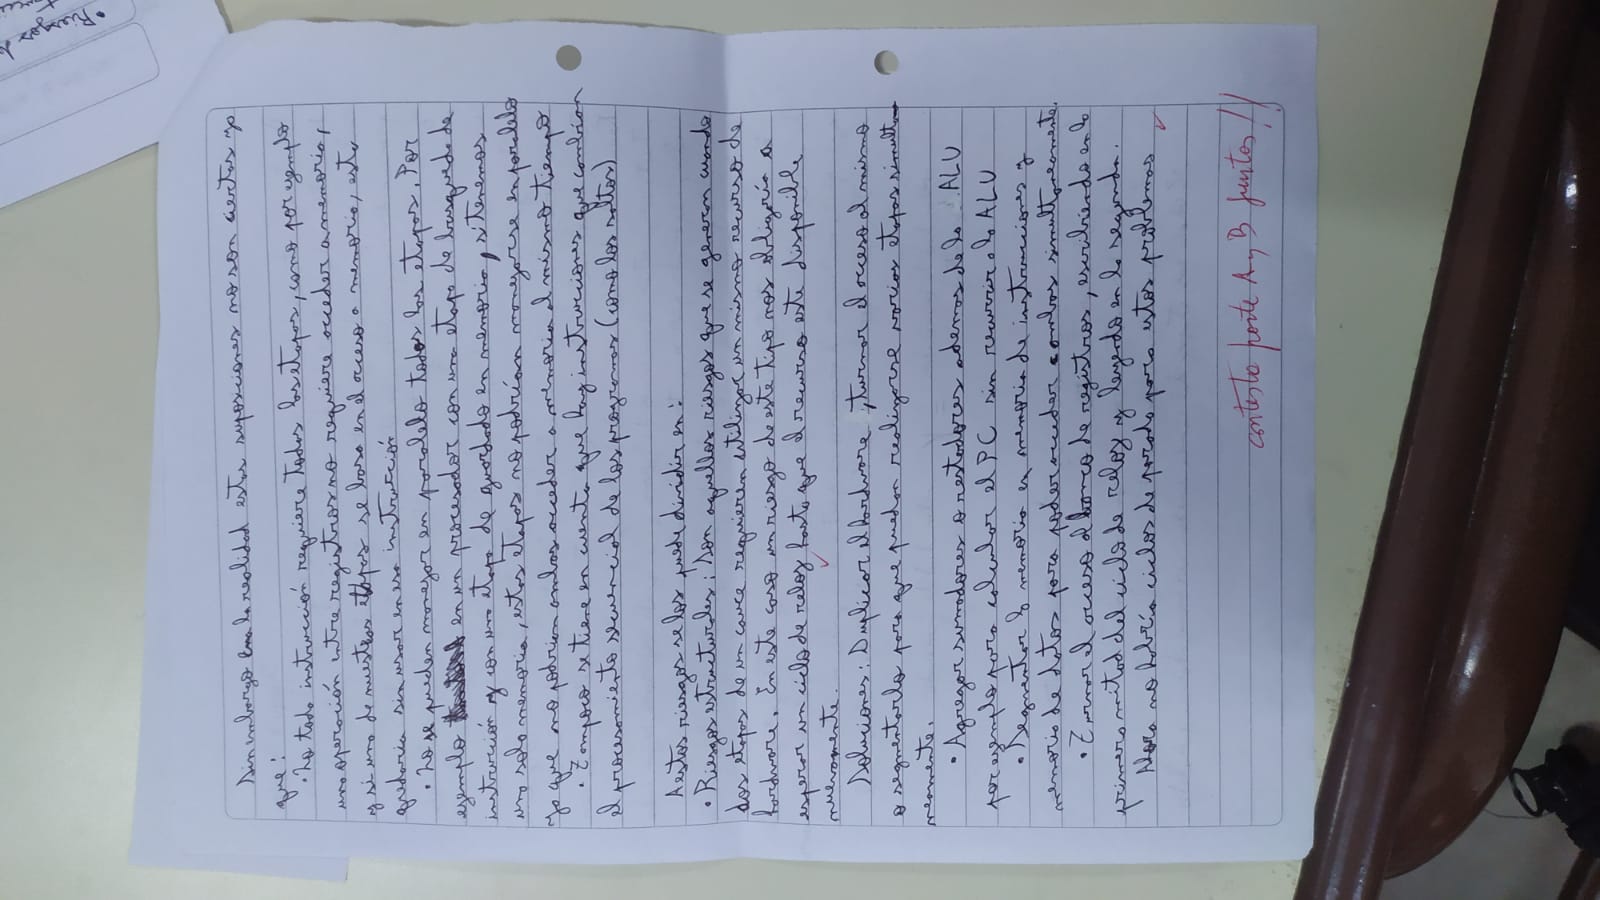 Sin embargo en la realidad estas suposiciones no son ciertas ya
que:
• No toda instrucción requiere todas las etapas, como por ejemplo
una operación entre registros no requiere acceder a memoria,
y si una de nuestras etapas se basa en el acceso a memoria, esta
quedaria sin usar en esa instrucción
• No se pueden manejar en paralelo todas las etapas. Por
ejemplo en un procesador con una etapa de busqueda de
instrucción y con una etapa de guardado en memoria, si tenemos
una sola memoria, estas etapas no podrían manejarse en paralelo
ya que no podrian ambas acceder a memoria al mismo tiempo
• Tampoco se tiene en cuenta que hay instrucciones que cambian
el procesamiento secuencial de los programas (como los saltos)
A estos riesgos se los puede dividir en:
• Riesgos estructurales: Son aquellos riesgos que se generan cuando
dos etapas de un cauce requieren utilizar un mismo recurso de
hardware. En este caso un riesgo de este tipo nos obligaría a
esperar un ciclo de reloj hasta que el recurso este disponible
nuevamente.
Soluciones: Duplicar el hardware, turnar el acceso al mismo
o segmentarlo para que puedan realizarse varias etapas simulta
neamente.
• Agregar sumadores o restadores ademas de la ALU
por ejemplo para calcular el PC sin recurrir a la ALU
• Segmentar la memoria en memoria de instrucciones y
memoria de datos para poder acceder a ambas simultaneamente.
• Turnar el acceso al banco de registros, escribiendo en la
primera mitad del ciclo de reloj y leyendo en la segunda.
Ahora no habría ciclos de parada para estos problemas
contesta parte A y B juntas!!
• Riesgos de